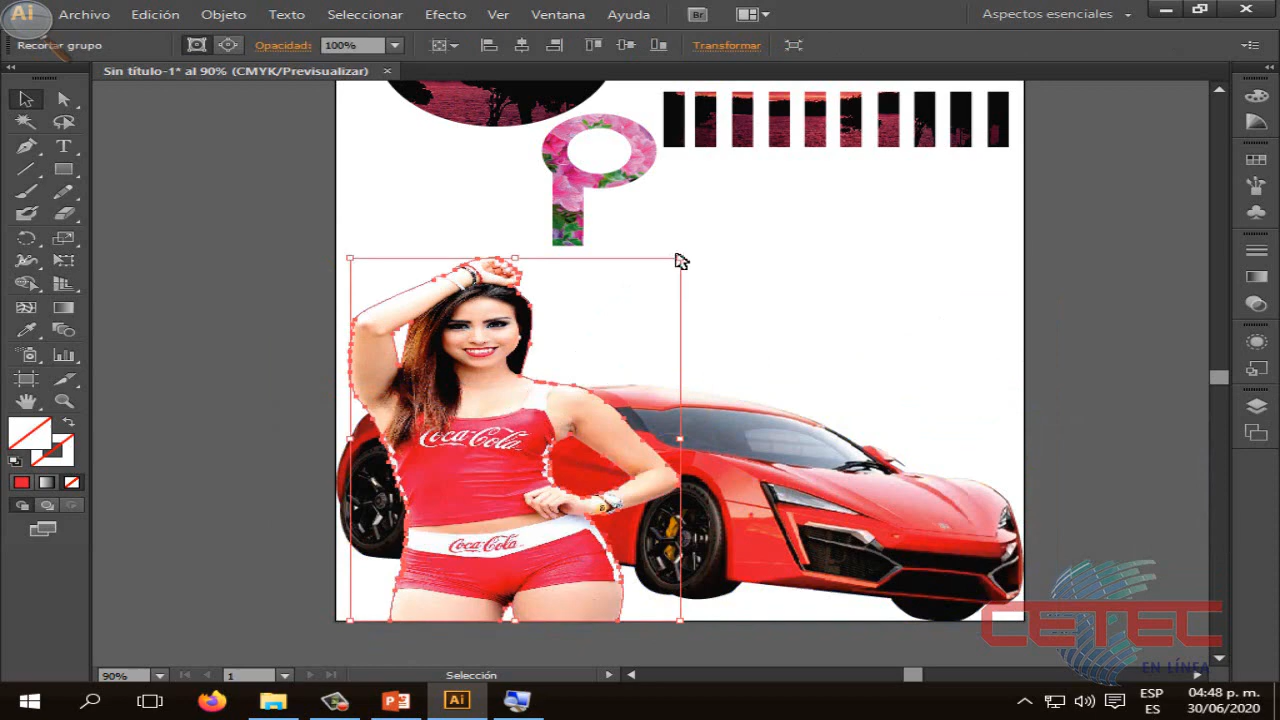 Ai Archivo Edición Objeto Texto Seleccionar Efecto Ver Ventana Ayuda Br Aspectos esenciales
Recortar grupo Opacidad: 100% Transformar
Sin título-1* al 90% (CMYK/Previsualizar)
P
Coca-Cola
Coca-Cola
CETEC
EN LÍNEA
90% 1 Selección
Ai ESP 04:48 p. m.
ES 30/06/2020